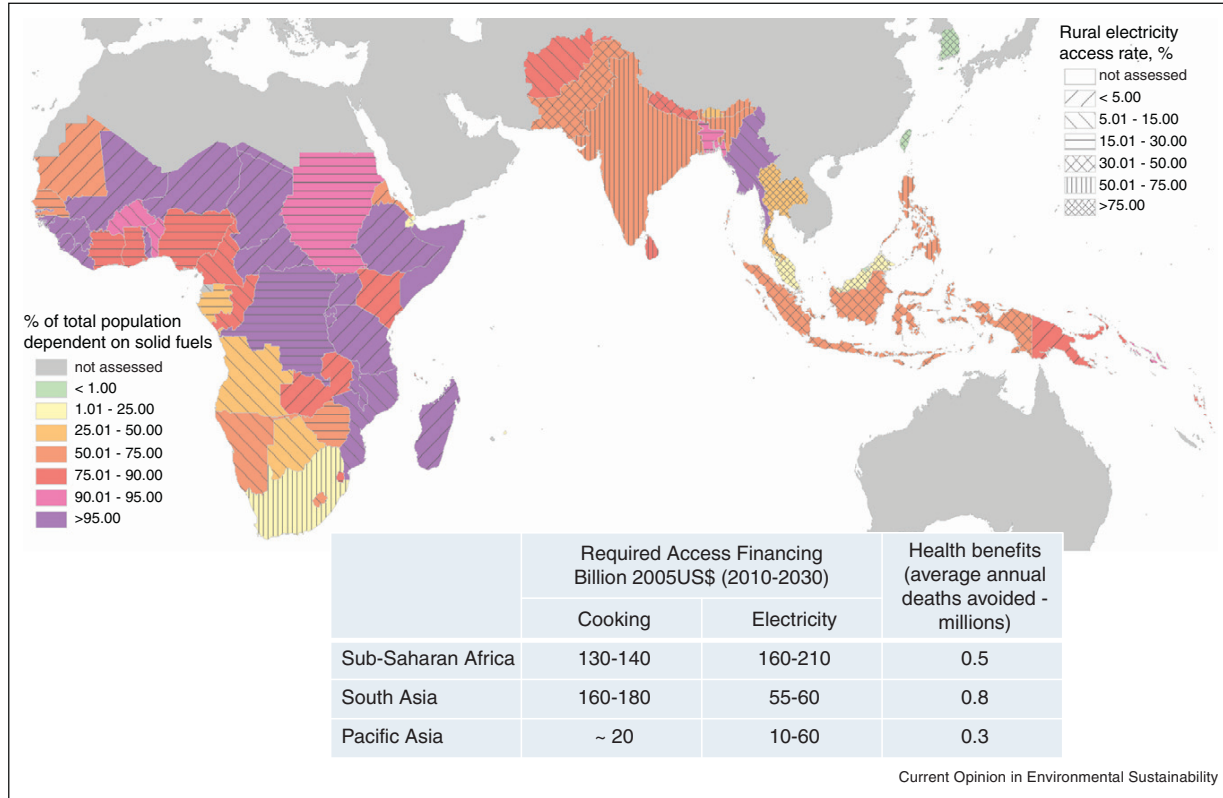 Rural electricity
access rate, %
not assessed
< 5.00
5.01 - 15.00
15.01 - 30.00
30.01 - 50.00
50.01 - 75.00
>75.00
% of total population
dependent on solid fuels
not assessed
< 1.00
1.01 - 25.00
25.01 - 50.00
50.01 - 75.00
75.01 - 90.00
90.01 - 95.00
>95.00
Required Access Financing
Billion 2005US$ (2010-2030)
Health benefits
(average annual
deaths avoided -
millions)
Cooking Electricity
Sub-Saharan Africa 130-140 160-210 0.5
South Asia 160-180 55-60 0.8
Pacific Asia ~ 20 10-60 0.3
Current Opinion in Environmental Sustainability